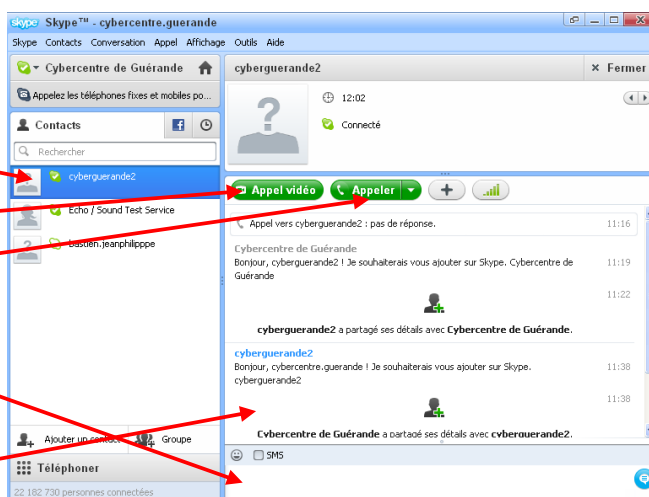 skype Skype™ - cybercentre.guerande
Skype Contacts Conversation Appel Affichage Outils Aide
Cybercentre de Guérande
Appelez les téléphones fixes et mobiles po...
Contacts
Rechercher
cyberguerande2
Echo / Sound Test Service
bastien.jeanphilipppe
Ajouter un contact Groupe
Téléphoner
22 182 730 personnes connectées
cyberguerande2 × Fermer
12:02
Connecté
Appel vidéo Appeler
Appel vers cyberguerande2 : pas de réponse. 11:16
Cybercentre de Guérande
Bonjour, cyberguerande2 ! Je souhaiterais vous ajouter sur Skype. Cybercentre de 11:19
Guérande
11:22
cyberguerande2 a partagé ses détails avec Cybercentre de Guérande.
cyberguerande2
Bonjour, cybercentre.guerande ! Je souhaiterais vous ajouter sur Skype. 11:38
cyberguerande2
11:38
Cybercentre de Guérande a partagé ses détails avec cyberguerande2.
SMS